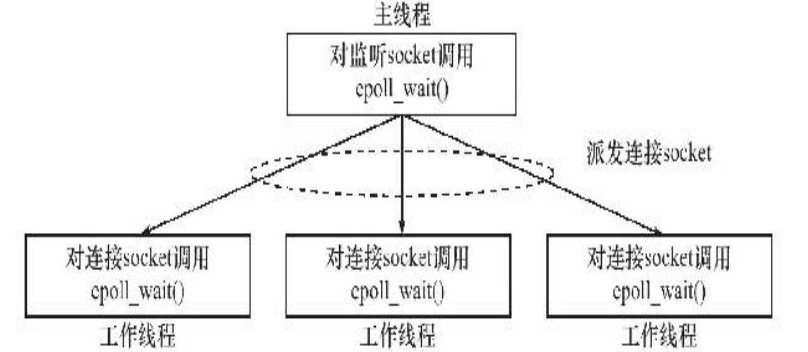 主线程
对监听socket调用
epoll_wait()
派发连接socket
对连接socket调用
epoll_wait()
工作线程
对连接socket调用
epoll_wait()
工作线程
对连接socket调用
epoll_wait()
工作线程